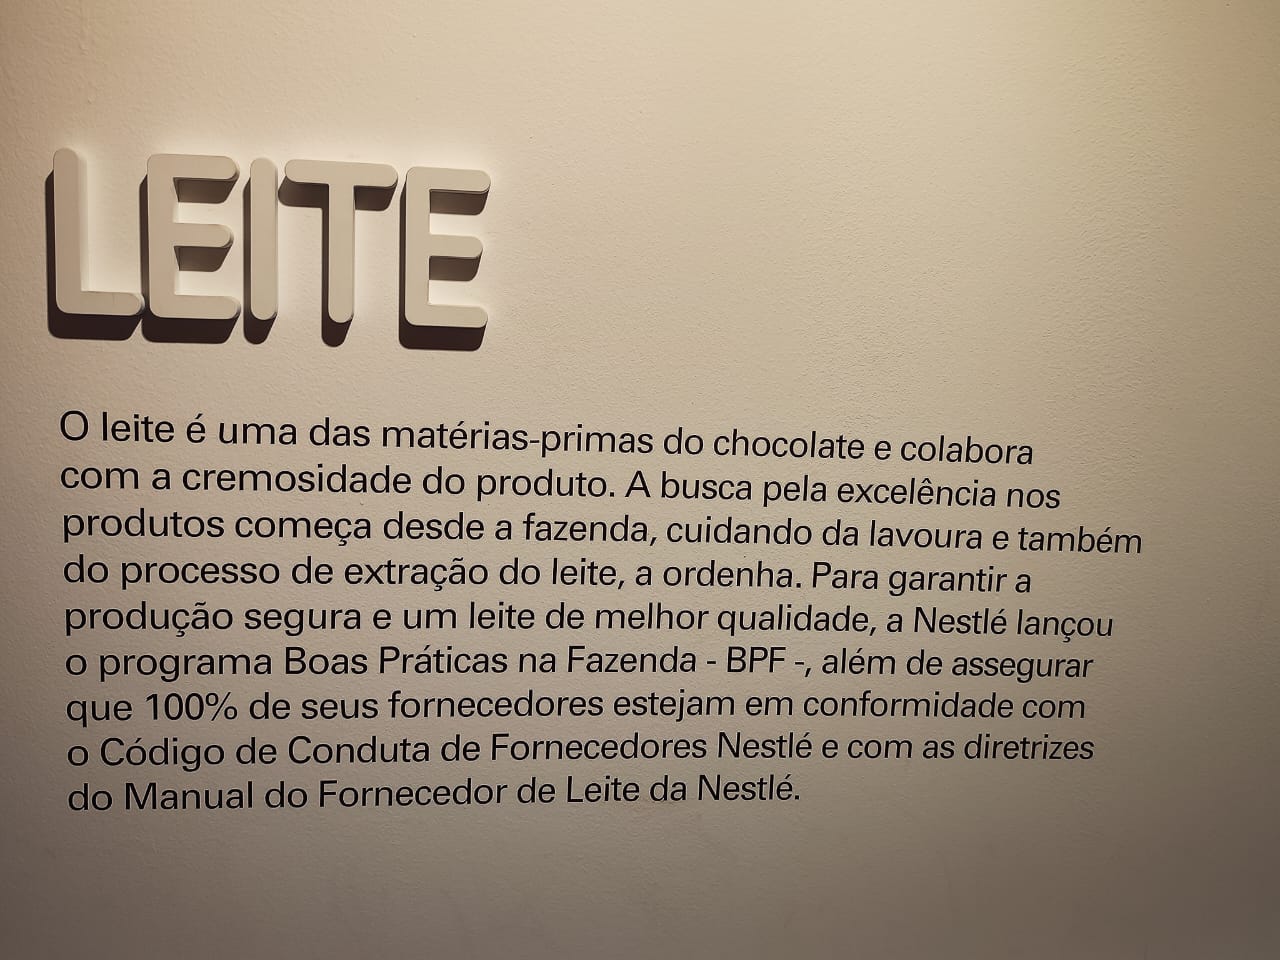 LEITE
O leite é uma das matérias-primas do chocolate e colabora
com a cremosidade do produto. A busca pela excelência nos
produtos começa desde a fazenda, cuidando da lavoura e também
do processo de extração do leite, a ordenha. Para garantir a
produção segura e um leite de melhor qualidade, a Nestlé lançou
o programa Boas Práticas na Fazenda - BPF -, além de assegurar
que 100% de seus fornecedores estejam em conformidade com
o Código de Conduta de Fornecedores Nestlé e com as diretrizes
do Manual do Fornecedor de Leite da Nestlé.